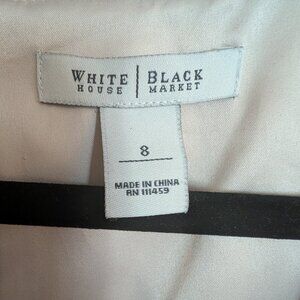 WHITE | BLACK
HOUSE | MARKET
8
MADE IN CHINA
RN 111459